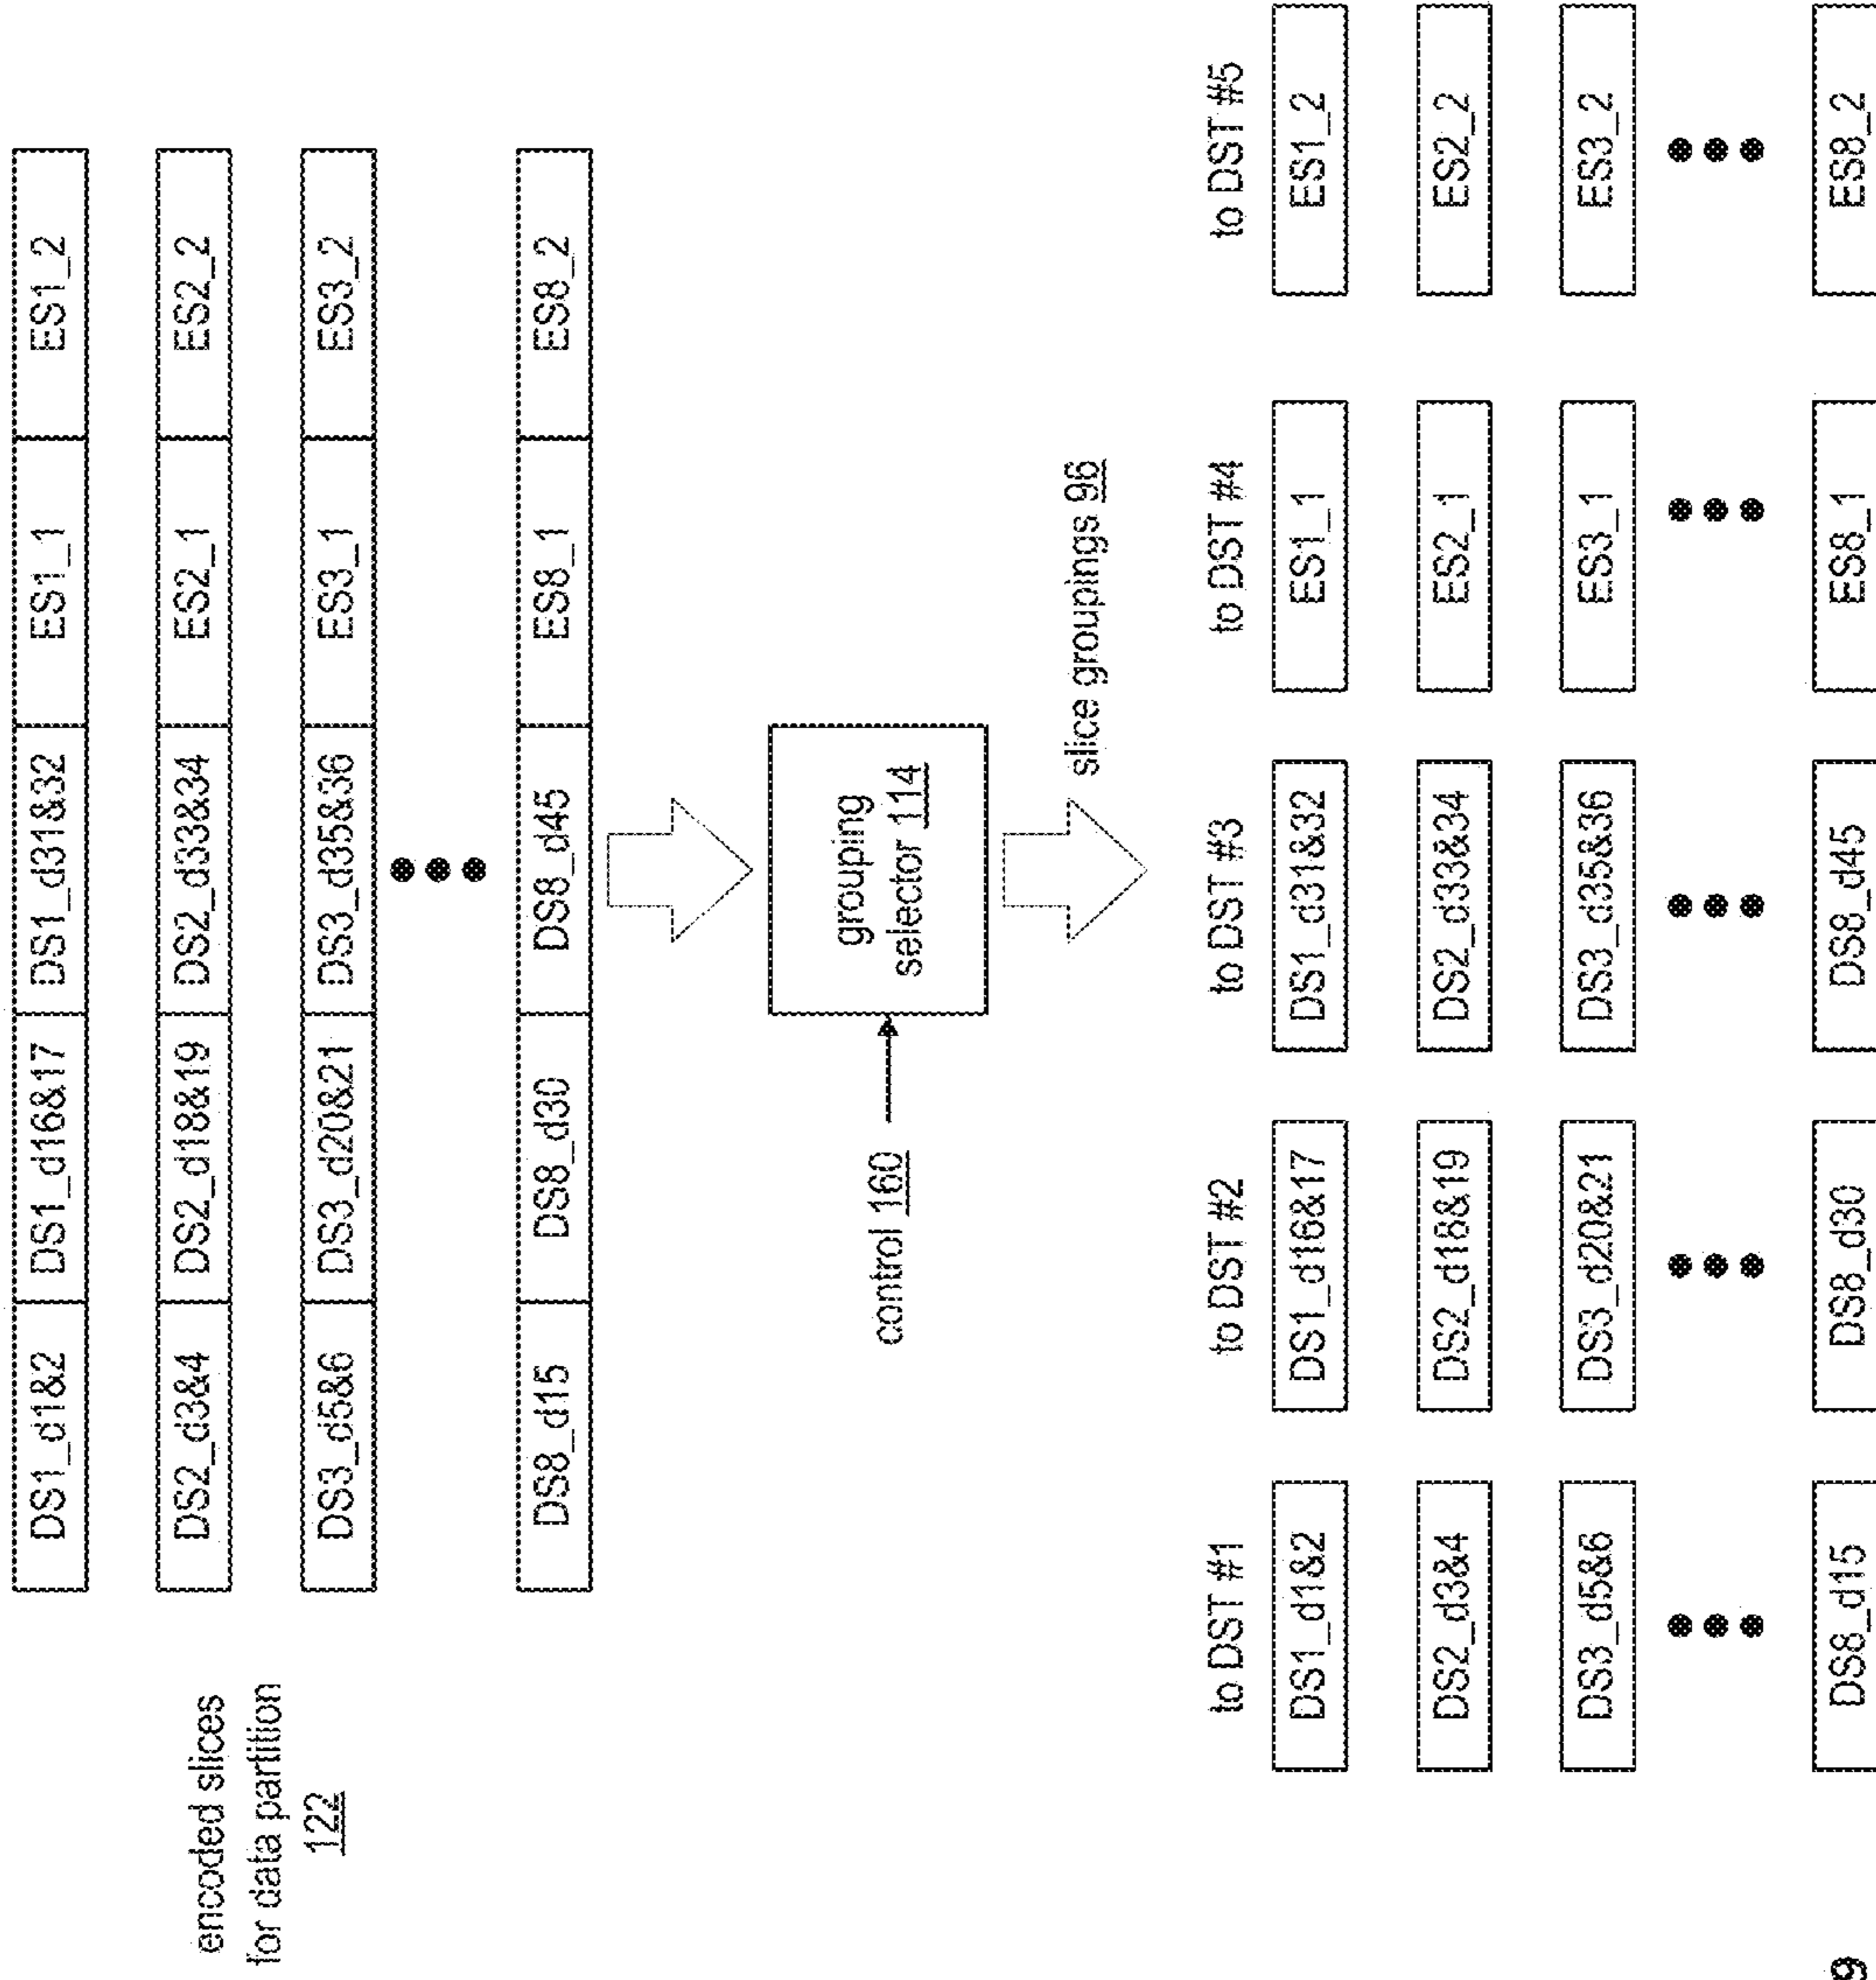 encoded slices
for data partition
122
DS1_d1&2 DS1_d16&17 DS1_d31&32 ES1_1 ES1_2
DS2_d3&4 DS2_d18&19 DS2_d33&34 ES2_1 ES2_2
DS3_d5&6 DS3_d20&21 DS3_d35&36 ES3_1 ES3_2
DS8_d15 DS8_d30 DS8_d45 ES8_1 ES8_2
control 160
grouping
selector 114
slice groupings 96
to DST #1 to DST #2 to DST #3 to DST #4 to DST #5
DS1_d1&2 DS1_d16&17 DS1_d31&32 ES1_1 ES1_2
DS2_d3&4 DS2_d18&19 DS2_d33&34 ES2_1 ES2_2
DS3_d5&6 DS3_d20&21 DS3_d35&36 ES3_1 ES3_2
DS8_d15 DS8_d30 DS8_d45 ES8_1 ES8_2